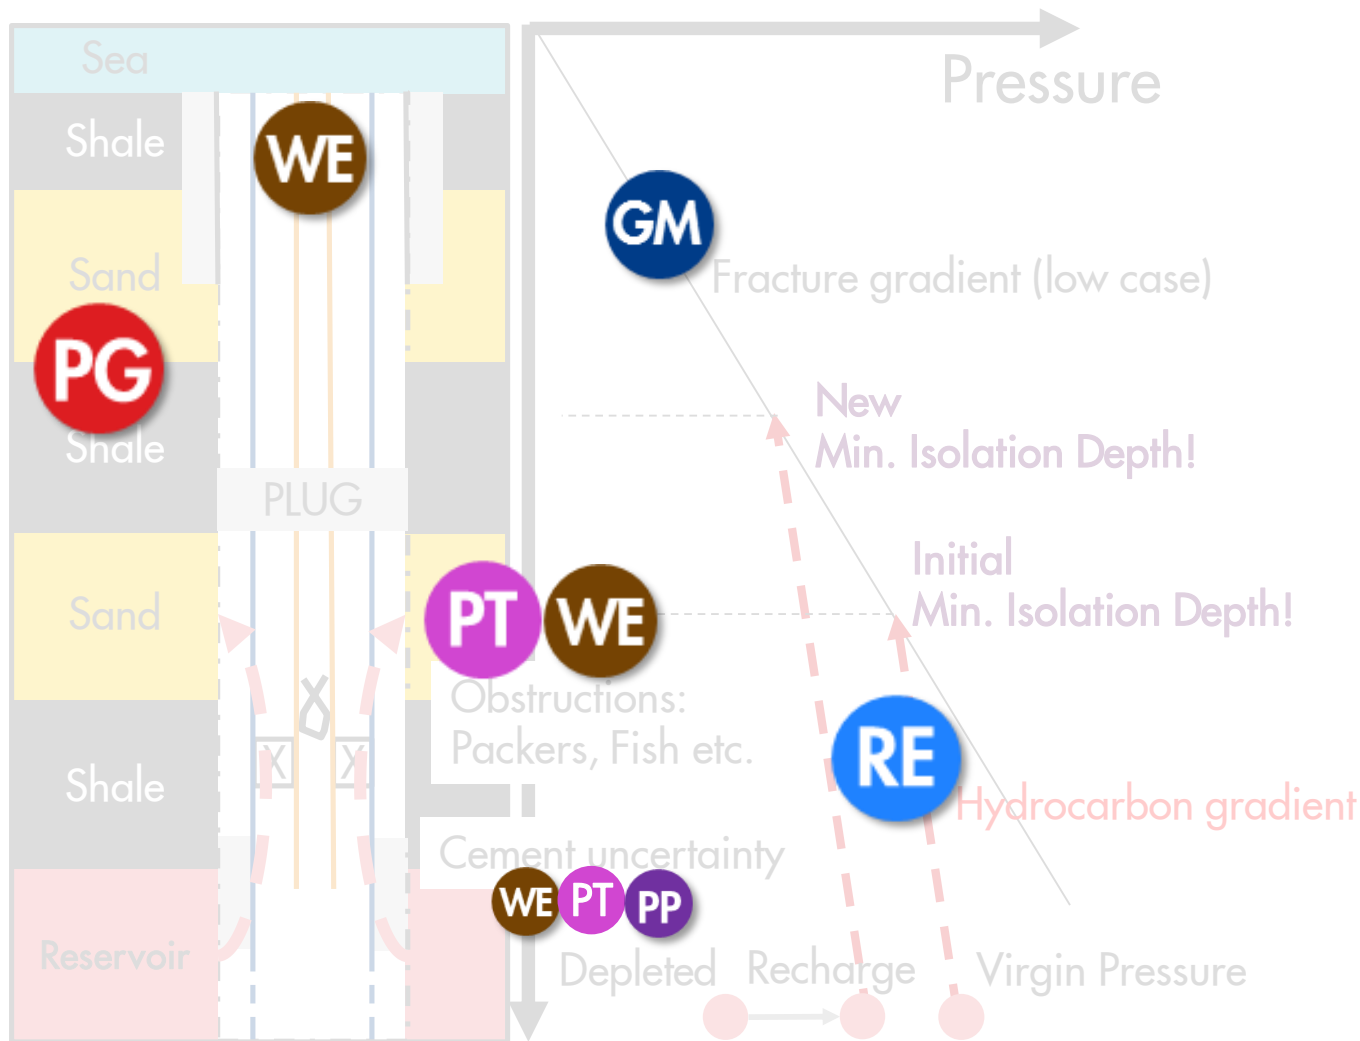 Sea
Pressure
Shale
WE
GM
Sand
Fracture gradient (low case)
PG
New
Min. Isolation Depth!
Shale
PLUG
Initial
Min. Isolation Depth!
Sand
PT
WE
Obstructions:
Packers, Fish etc.
X
X
RE
Shale
Hydrocarbon gradient
Cement uncertainty
WE
PT
PP
Reservoir
Depleted
Recharge
Virgin Pressure